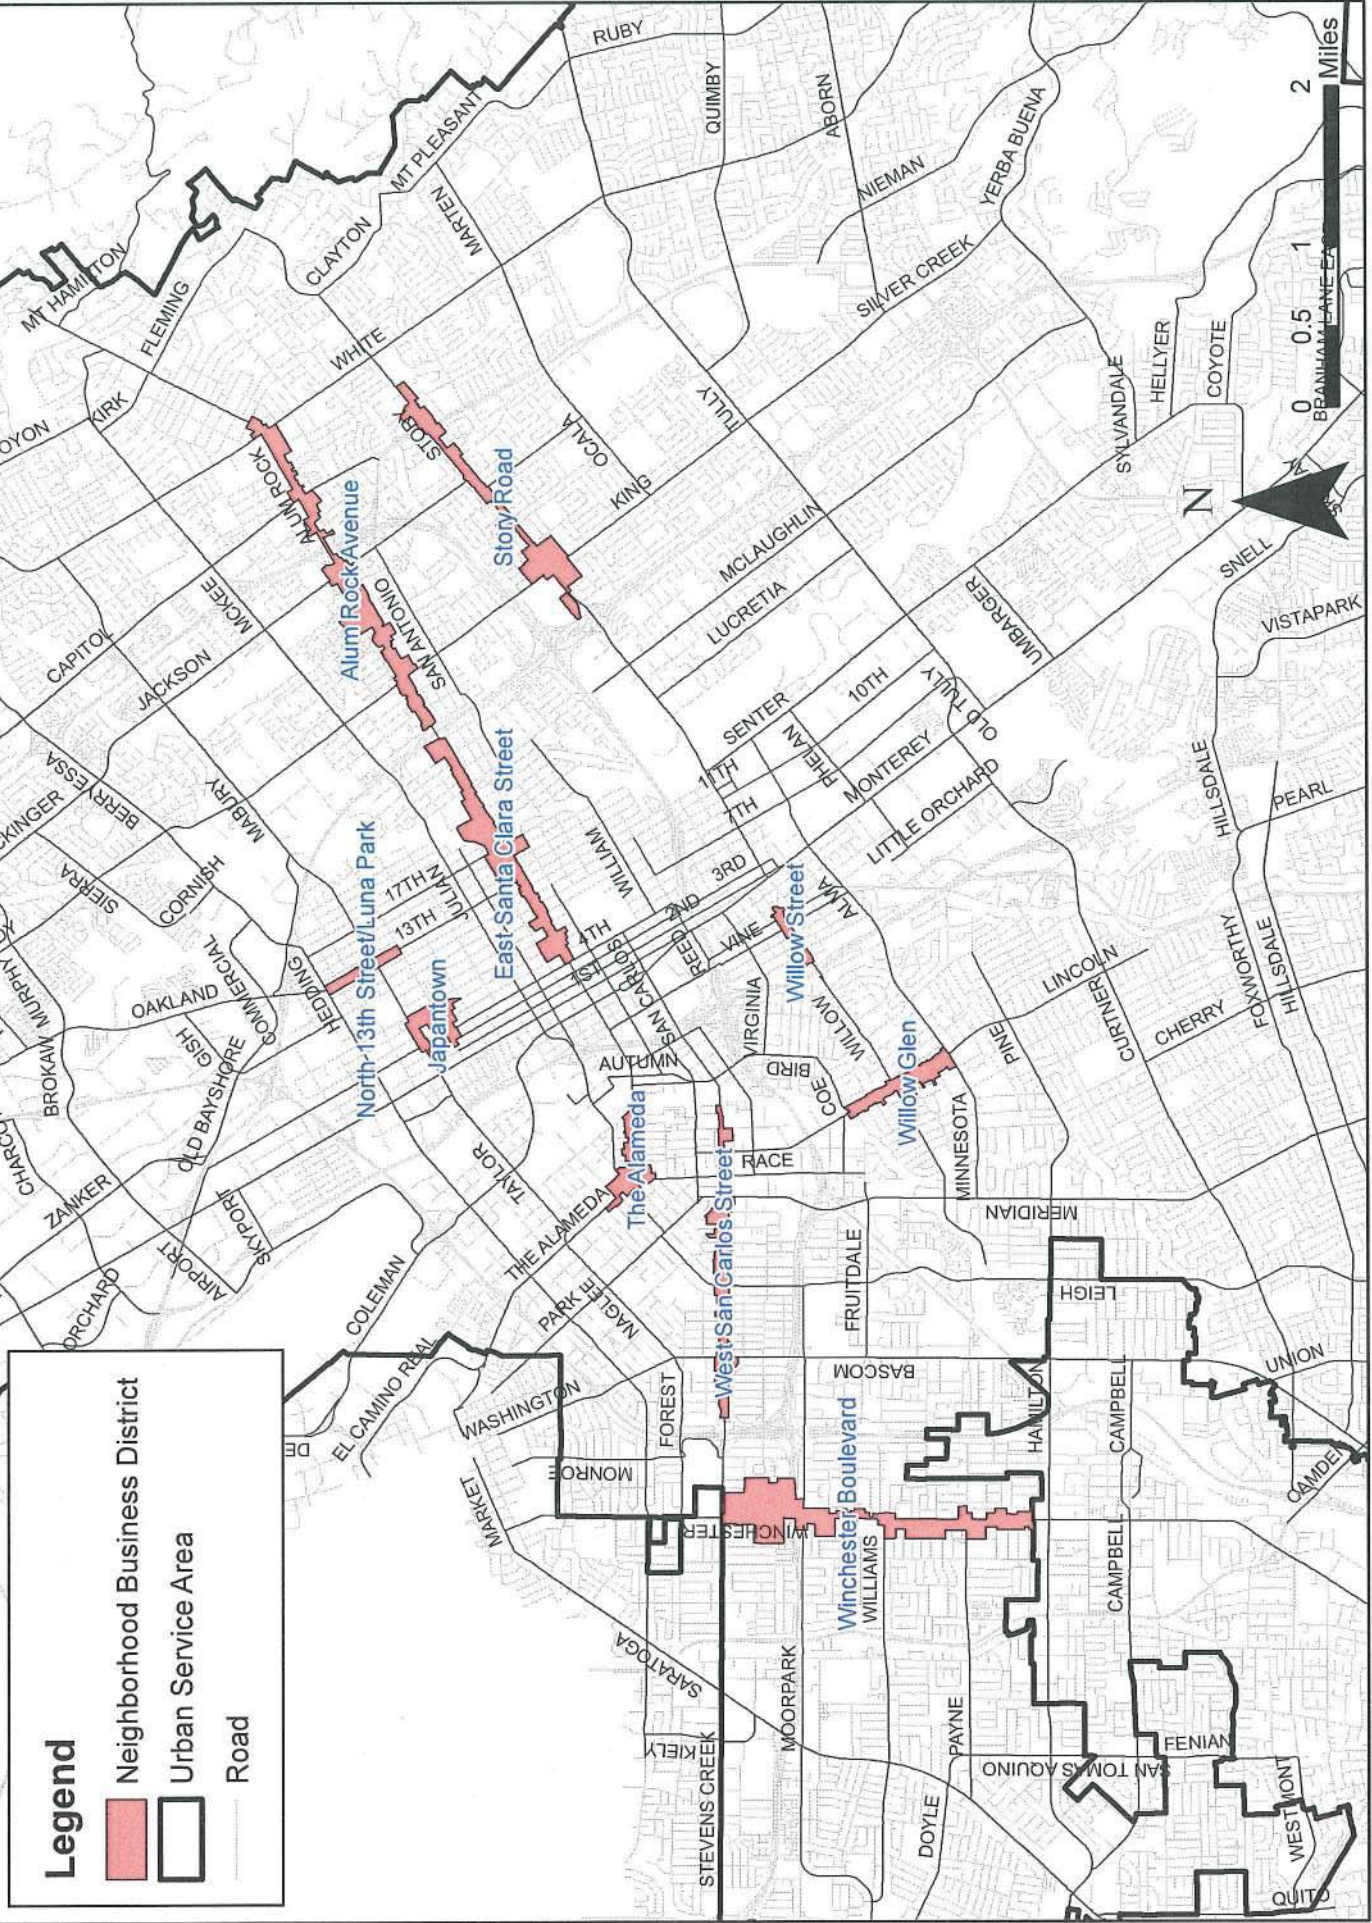 Legend
Neighborhood Business District
Urban Service Area
Road
Alum Rock Avenue
Story Road
East Santa Clara Street
North 13th Street/Luna Park
Japantown
The Alameda
West San Carlos Street
Willow Street
Willow Glen
Winchester Boulevard
RUBY
QUIMBY
ABORN
NIEMAN
YERBA BUENA
SILVER CREEK
MT PLEASANT
MARTEN
CLAYTON
MT HAMILTON
FLEMING
WHITE
KIRK
OYON
ALUM ROCK
STORY
OCALA
KING
TULLY
SYLVANDALE
HELLYER
COYOTE
MCLAUGHLIN
LUCRETIA
CAPITOL
MCKEE
JACKSON
SAN ANTONIO
BERRYESSA
CKINGER
MABURY
SIERRA
CORNISH
COMMERCIAL
MURPHY
OAKLAND
GISH
HEDDING
BROKAW
OLD BAYSHORE
ZANKER
SKYPORT
AIRPORT
ORCHARD
COLEMAN
TAYLOR
17TH
13TH
JULIAN
WILLIAM
4TH
1ST
2ND
3RD
SAN CARLOS
REED
VINE
VIRGINIA
AUTUMN
BIRD
COE
WILLOW
ALMA
SENTER
11TH
10TH
7TH
PHELAN
MONTEREY
OLD TULLY
LITTLE ORCHARD
UMBARGER
SNELL
VISTAPARK
HILLSDALE
PEARL
FOXWORTHY
HILLSDALE
LINCOLN
CURTNER
CHERRY
PINE
MINNESOTA
MERIDIAN
RACE
THE ALAMEDA
PARK
NAGLEE
EL CAMINO REAL
DE
WASHINGTON
MONROE
FOREST
MARKET
WINCHESTER
WINCHESTER
FRUITDALE
BASCOM
LEIGH
HAMILTON
CAMPBELL
CAMPBELL
UNION
CAMDEN
WILLIAMS
SARATOGA
KIELY
STEVENS CREEK
MOORPARK
PAYNE
DOYLE
SAN TOMAS AQUINO
FENIAN
WESTMONT
QUITO
N
0 0.5 1 2
Miles